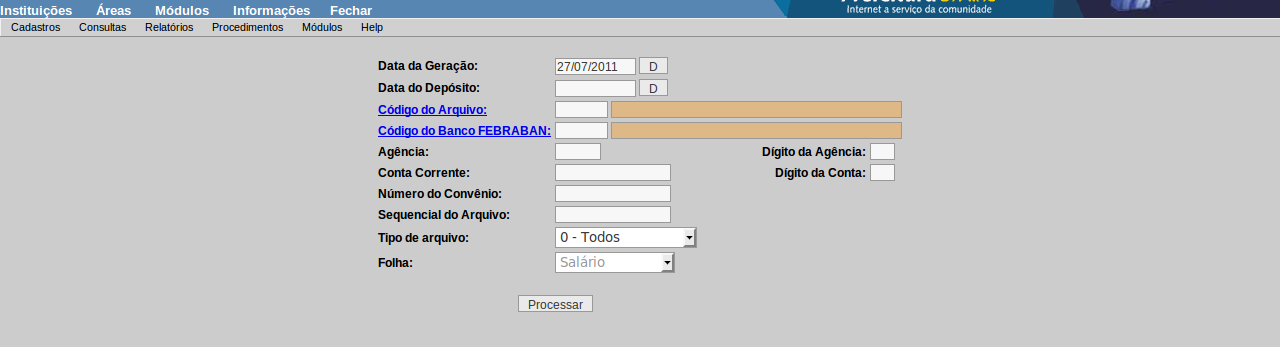 Instituições Áreas Módulos Informações Fechar
Internet a serviço da comunidade
Cadastros Consultas Relatórios Procedimentos Módulos Help
Data da Geração: 27/07/2011 D
Data do Depósito: D
Código do Arquivo:
Código do Banco FEBRABAN:
Agência: Dígito da Agência:
Conta Corrente: Dígito da Conta:
Número do Convênio:
Sequencial do Arquivo:
Tipo de arquivo: 0 - Todos
Folha: Salário
Processar